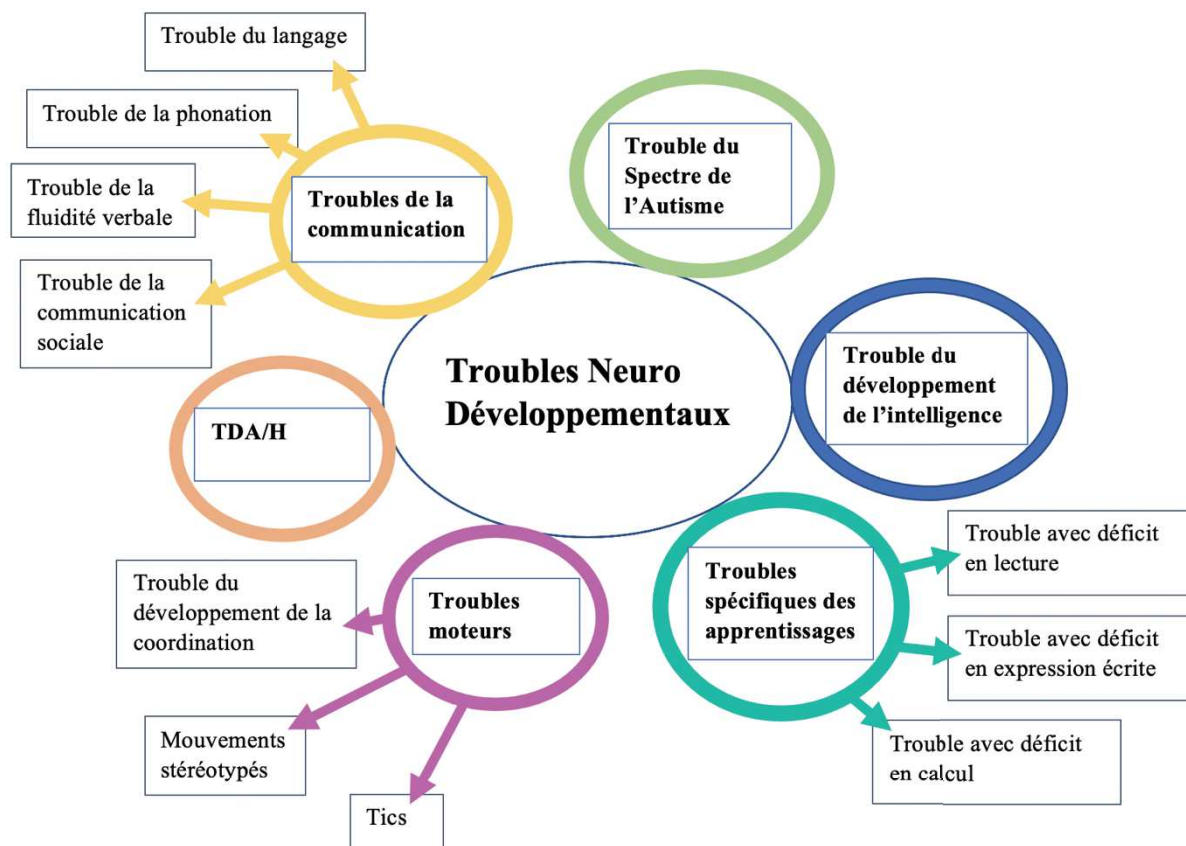 Trouble du langage
Trouble de la phonation
Trouble de la
fluidité verbale
Trouble de la
communication
sociale
Troubles de la
communication
Trouble du
Spectre de
l’Autisme
Troubles Neuro
Développementaux
Trouble du
développement
de l’intelligence
TDA/H
Trouble du
développement de la
coordination
Mouvements
stéréotypés
Tics
Troubles
moteurs
Troubles
spécifiques des
apprentissages
Trouble avec déficit
en lecture
Trouble avec déficit
en expression écrite
Trouble avec déficit
en calcul